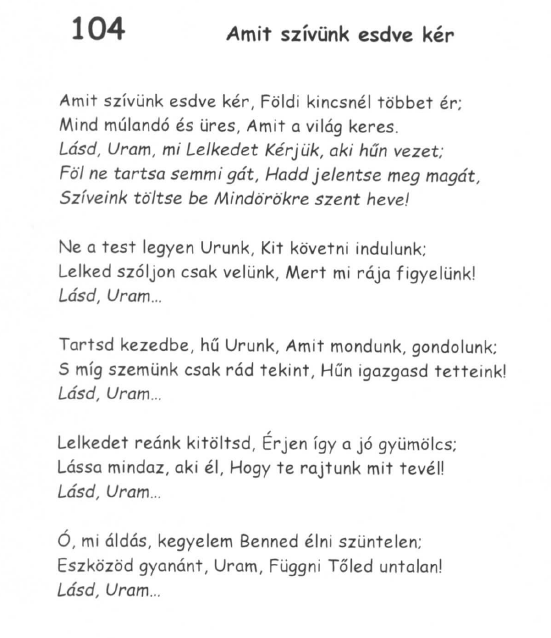 104 Amit szívünk esdve kér
Amit szívünk esdve kér, Földi kincsnél többet ér;
Mind múlandó és üres, Amit a világ keres.
Lásd, Uram, mi Lelkedet Kérjük, aki hűn vezet;
Föl ne tartsa semmi gát, Hadd jelentse meg magát,
Szíveink töltse be Mindörökre szent heve!
Ne a test legyen Urunk, Kit követni indulunk;
Lelked szóljon csak velünk, Mert mi rája figyelünk!
Lásd, Uram...
Tartsd kezedbe, hű Urunk, Amit mondunk, gondolunk;
S míg szemünk csak rád tekint, Hűn igazgasd tetteink!
Lásd, Uram...
Lelkedet reánk kitöltsd, Érjen így a jó gyümölcs;
Lássa mindaz, aki él, Hogy te rajtunk mit tevél!
Lásd, Uram...
Ó, mi áldás, kegyelem Benned élni szüntelen;
Eszközöd gyanánt, Uram, Függni Tőled untalan!
Lásd, Uram...